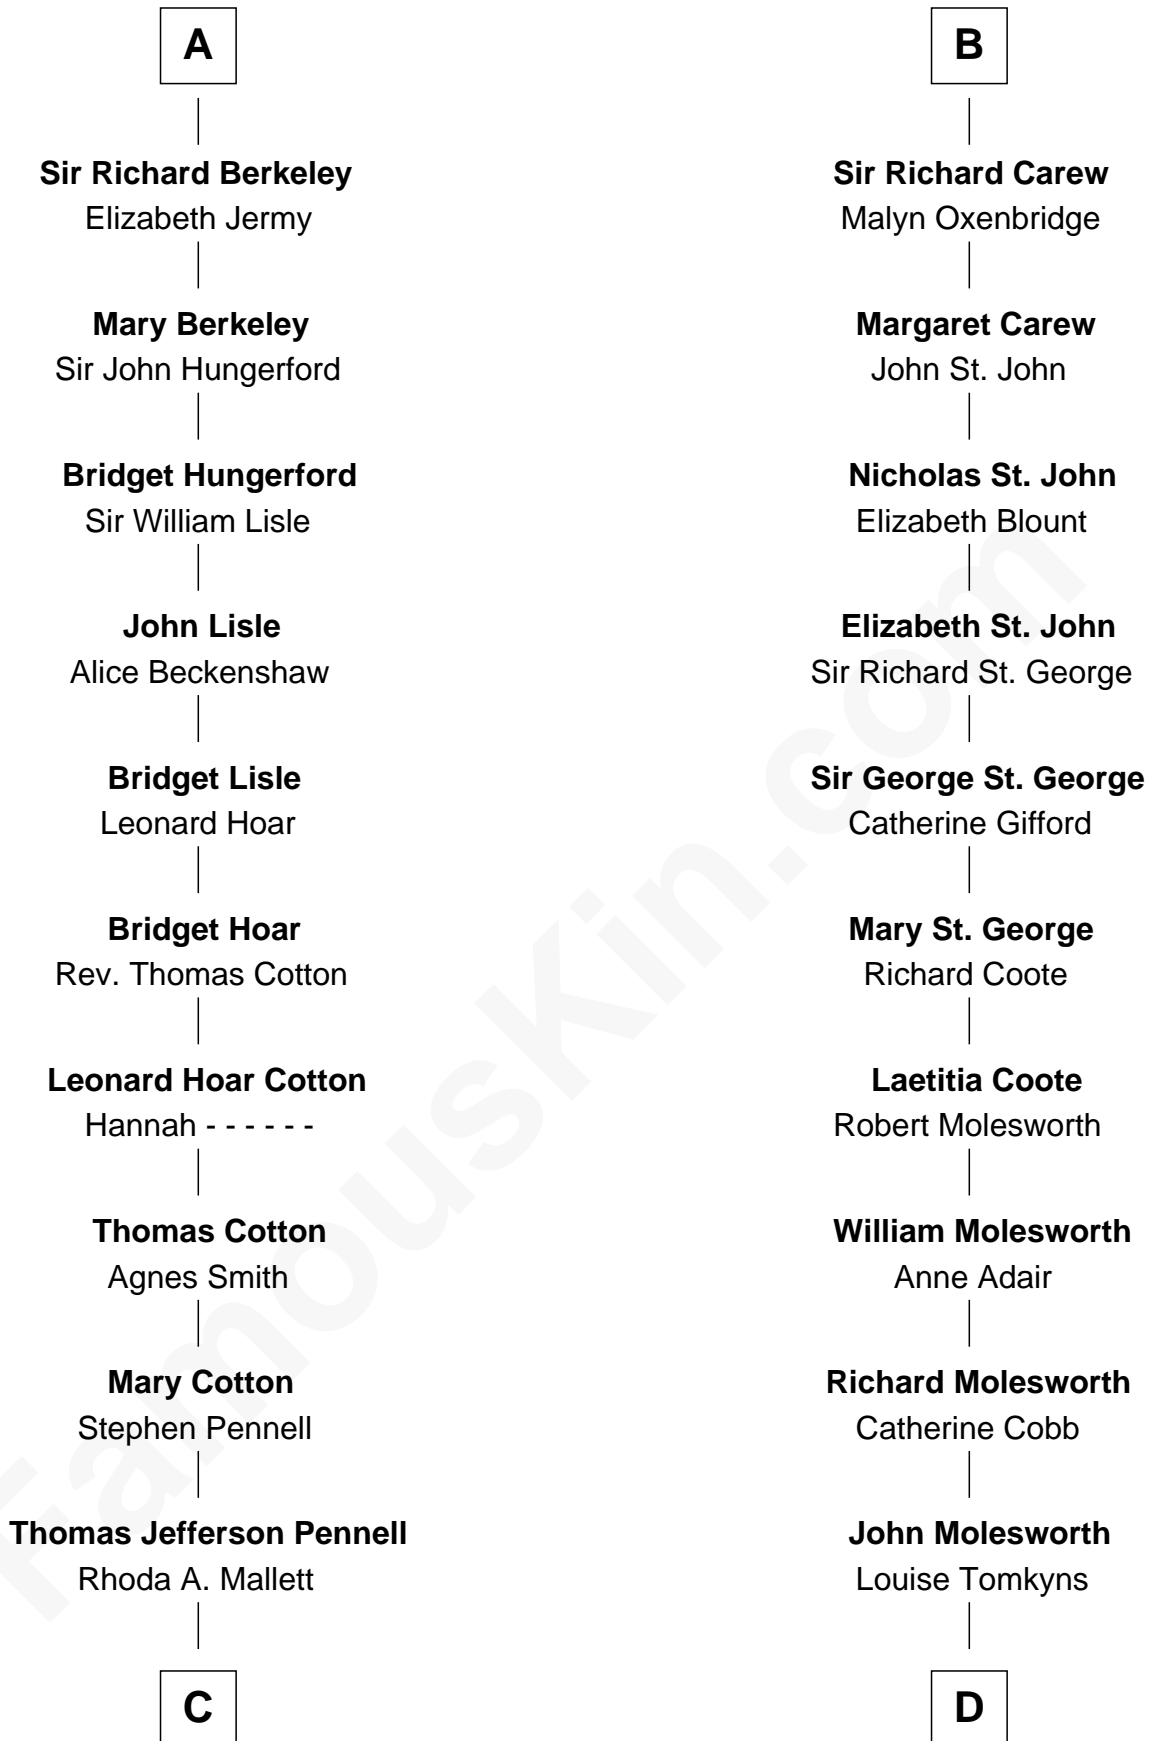 A
Sir Richard Berkeley
Elizabeth Jermy
Mary Berkeley
Sir John Hungerford
Bridget Hungerford
Sir William Lisle
John Lisle
Alice Beckenshaw
Bridget Lisle
Leonard Hoar
Bridget Hoar
Rev. Thomas Cotton
Leonard Hoar Cotton
Hannah - - - - - -
Thomas Cotton
Agnes Smith
Mary Cotton
Stephen Pennell
Thomas Jefferson Pennell
Rhoda A. Mallett
C
B
Sir Richard Carew
Malyn Oxenbridge
Margaret Carew
John St. John
Nicholas St. John
Elizabeth Blount
Elizabeth St. John
Sir Richard St. George
Sir George St. George
Catherine Gifford
Mary St. George
Richard Coote
Laetitia Coote
Robert Molesworth
William Molesworth
Anne Adair
Richard Molesworth
Catherine Cobb
John Molesworth
Louise Tomkyns
D
FamousKin.com